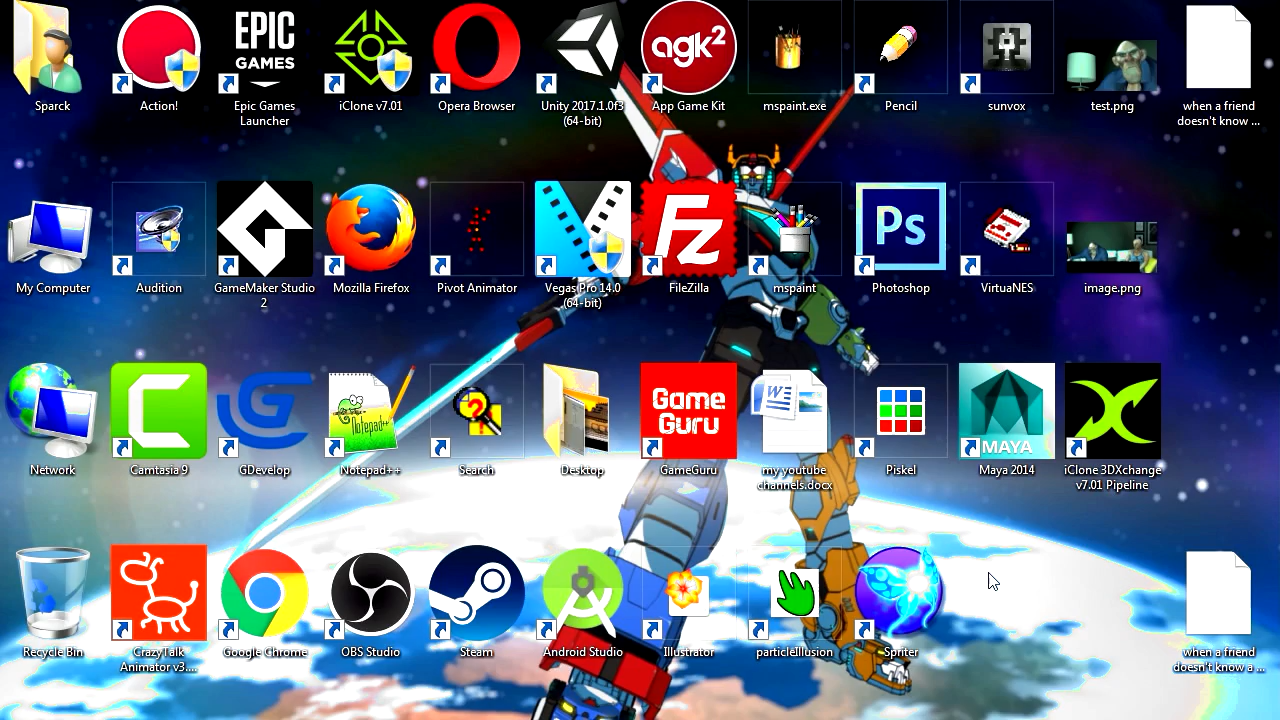 EPIC
GAMES
agk2
Sparck
Action!
Epic Games
Launcher
iClone v7.01
Opera Browser
Unity 2017.1.0f3
(64-bit)
App Game Kit
mspaint.exe
Pencil
sunvox
test.png
when a friend
doesn't know ...
Fz
Ps
My Computer
Audition
GameMaker Studio
2
Mozilla Firefox
Pivot Animator
Vegas Pro 14.0
(64-bit)
FileZilla
mspaint
Photoshop
VirtuaNES
image.png
Notepad++
Game
Guru
W
MAYA
Network
Camtasia 9
GDevelop
Notepad++
Search
Desktop
GameGuru
my youtube
channels.docx
Piskel
Maya 2014
iClone 3DXchange
v7.01 Pipeline
Recycle Bin
CrazyTalk
Animator v3....
Google Chrome
OBS Studio
Steam
Android Studio
Illustrator
particleIllusion
Spriter
when a friend
doesn't know a ...